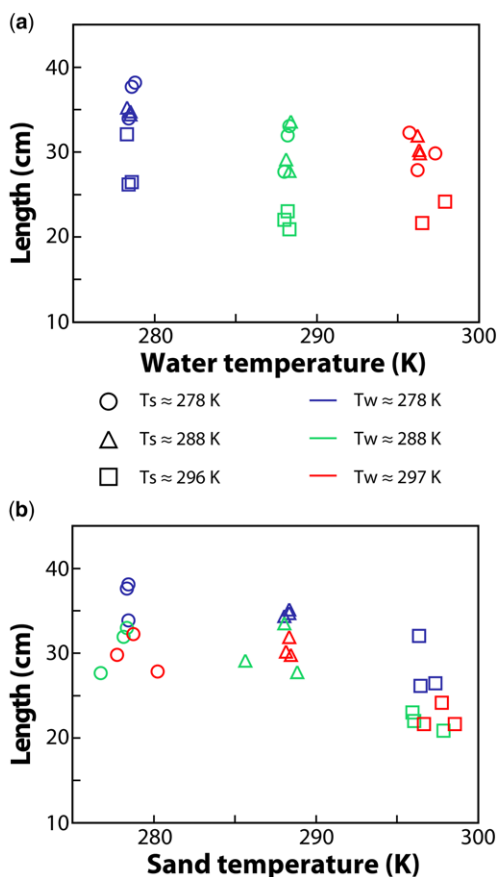 (a)
40
30
20
10
Length (cm)
280 290 300
Water temperature (K)
Ts ≈ 278 K Tw ≈ 278 K
Ts ≈ 288 K Tw ≈ 288 K
Ts ≈ 296 K Tw ≈ 297 K
(b)
40
30
20
10
Length (cm)
280 290 300
Sand temperature (K)